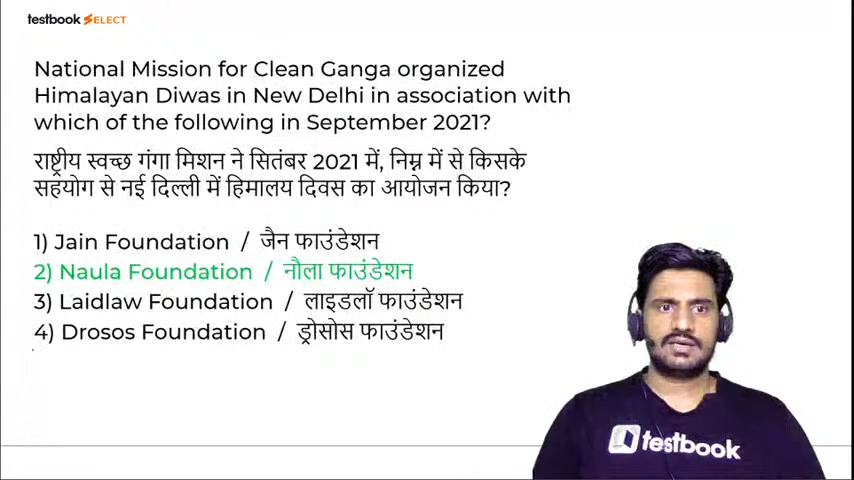 testbook SELECT
National Mission for Clean Ganga organized
Himalayan Diwas in New Delhi in association with
which of the following in September 2021?
राष्ट्रीय स्वच्छ गंगा मिशन ने सितंबर 2021 में, निम्न में से किसके
सहयोग से नई दिल्ली में हिमालय दिवस का आयोजन किया?
1) Jain Foundation / जैन फाउंडेशन
2) Naula Foundation / नौला फाउंडेशन
3) Laidlaw Foundation / लाइडलॉ फाउंडेशन
4) Drosos Foundation / ड्रोसोस फाउंडेशन
testbook